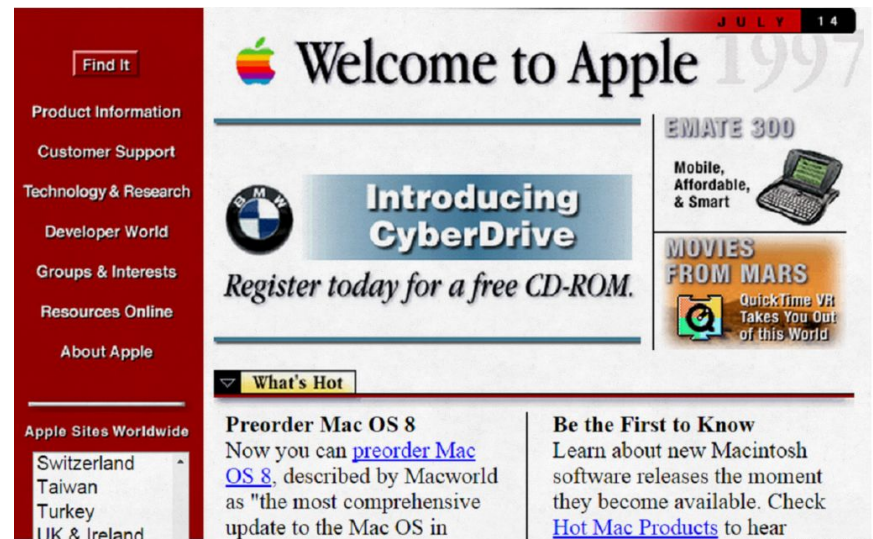 JULY 14
1997
Welcome to Apple
Find It
Product Information
Customer Support
Technology & Research
Developer World
Groups & Interests
Resources Online
About Apple
Apple Sites Worldwide
Switzerland
Taiwan
Turkey
UK & Ireland
BMW
Introducing
CyberDrive
Register today for a free CD-ROM.
EMATE 300
Mobile,
Affordable,
& Smart
MOVIES
FROM MARS
QuickTime VR
Takes You Out
of this World
What's Hot
Preorder Mac OS 8
Now you can preorder Mac
OS 8, described by Macworld
as "the most comprehensive
update to the Mac OS in
Be the First to Know
Learn about new Macintosh
software releases the moment
they become available. Check
Hot Mac Products to hear